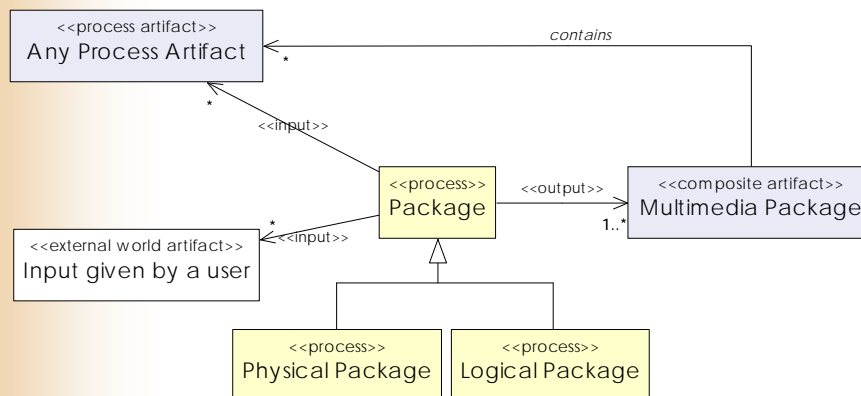 <<process artifact>>
Any Process Artifact
contains
*
*
<<input>>
<<process>>
Package
<<output>>
1..*
<<composite artifact>>
Multimedia Package
*
<<input>>
<<external world artifact>>
Input given by a user
<<process>>
Physical Package
<<process>>
Logical Package